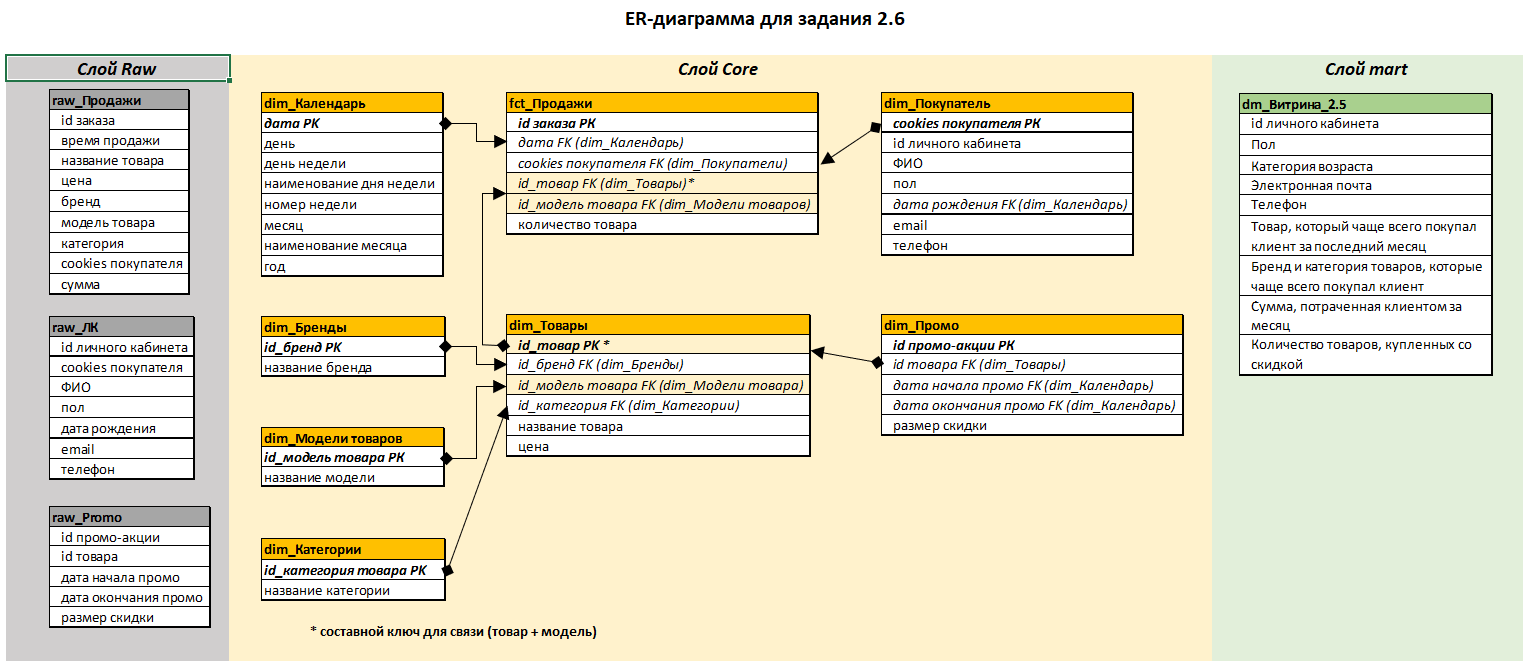 ER-диаграмма для задания 2.6
Слой Raw
raw_Продажи
id заказа
время продажи
название товара
цена
бренд
модель товара
категория
cookies покупателя
сумма
raw_ЛК
id личного кабинета
cookies покупателя
ФИО
пол
дата рождения
email
телефон
raw_Promo
id промо-акции
id товара
дата начала промо
дата окончания промо
размер скидки
Слой Core
dim_Календарь
дата PK
день
день недели
наименование дня недели
номер недели
месяц
наименование месяца
год
fct_Продажи
id заказа PK
дата FK (dim_Календарь)
cookies покупателя FK (dim_Покупатели)
id_товар FK (dim_Товары)*
id_модель товара FK (dim_Модели товаров)
количество товара
dim_Покупатель
cookies покупателя PK
id личного кабинета
ФИО
пол
дата рождения FK (dim_Календарь)
email
телефон
dim_Бренды
id_бренд PK
название бренда
dim_Товары
id_товар PK *
id_бренд FK (dim_Бренды)
id_модель товара FK (dim_Модели товара)
id_категория FK (dim_Категории)
название товара
цена
dim_Промо
id промо-акции PK
id товара FK (dim_Товары)
дата начала промо FK (dim_Календарь)
дата окончания промо FK (dim_Календарь)
размер скидки
dim_Модели товаров
id_модель товара PK
название модели
dim_Категории
id_категория товара PK
название категории
* составной ключ для связи (товар + модель)
Слой mart
dm_Витрина_2.5
id личного кабинета
Пол
Категория возраста
Электронная почта
Телефон
Товар, который чаще всего покупал
клиент за последний месяц
Бренд и категория товаров, которые
чаще всего покупал клиент
Сумма, потраченная клиентом за
месяц
Количество товаров, купленных со
скидкой